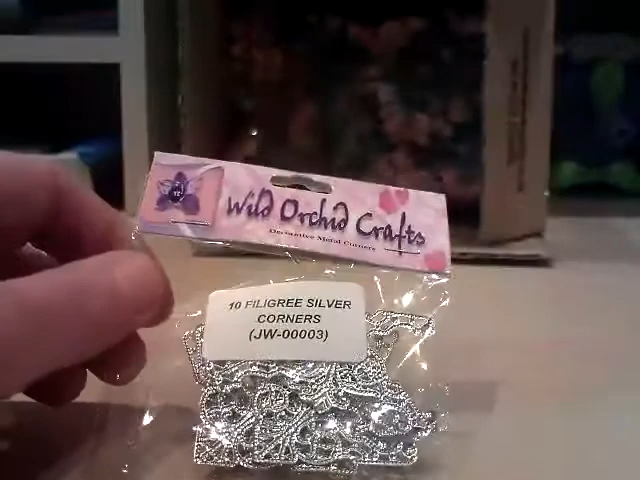 Wild Orchid Crafts
Decorative Metal Corners
10 FILIGREE SILVER
CORNERS
(JW-00003)